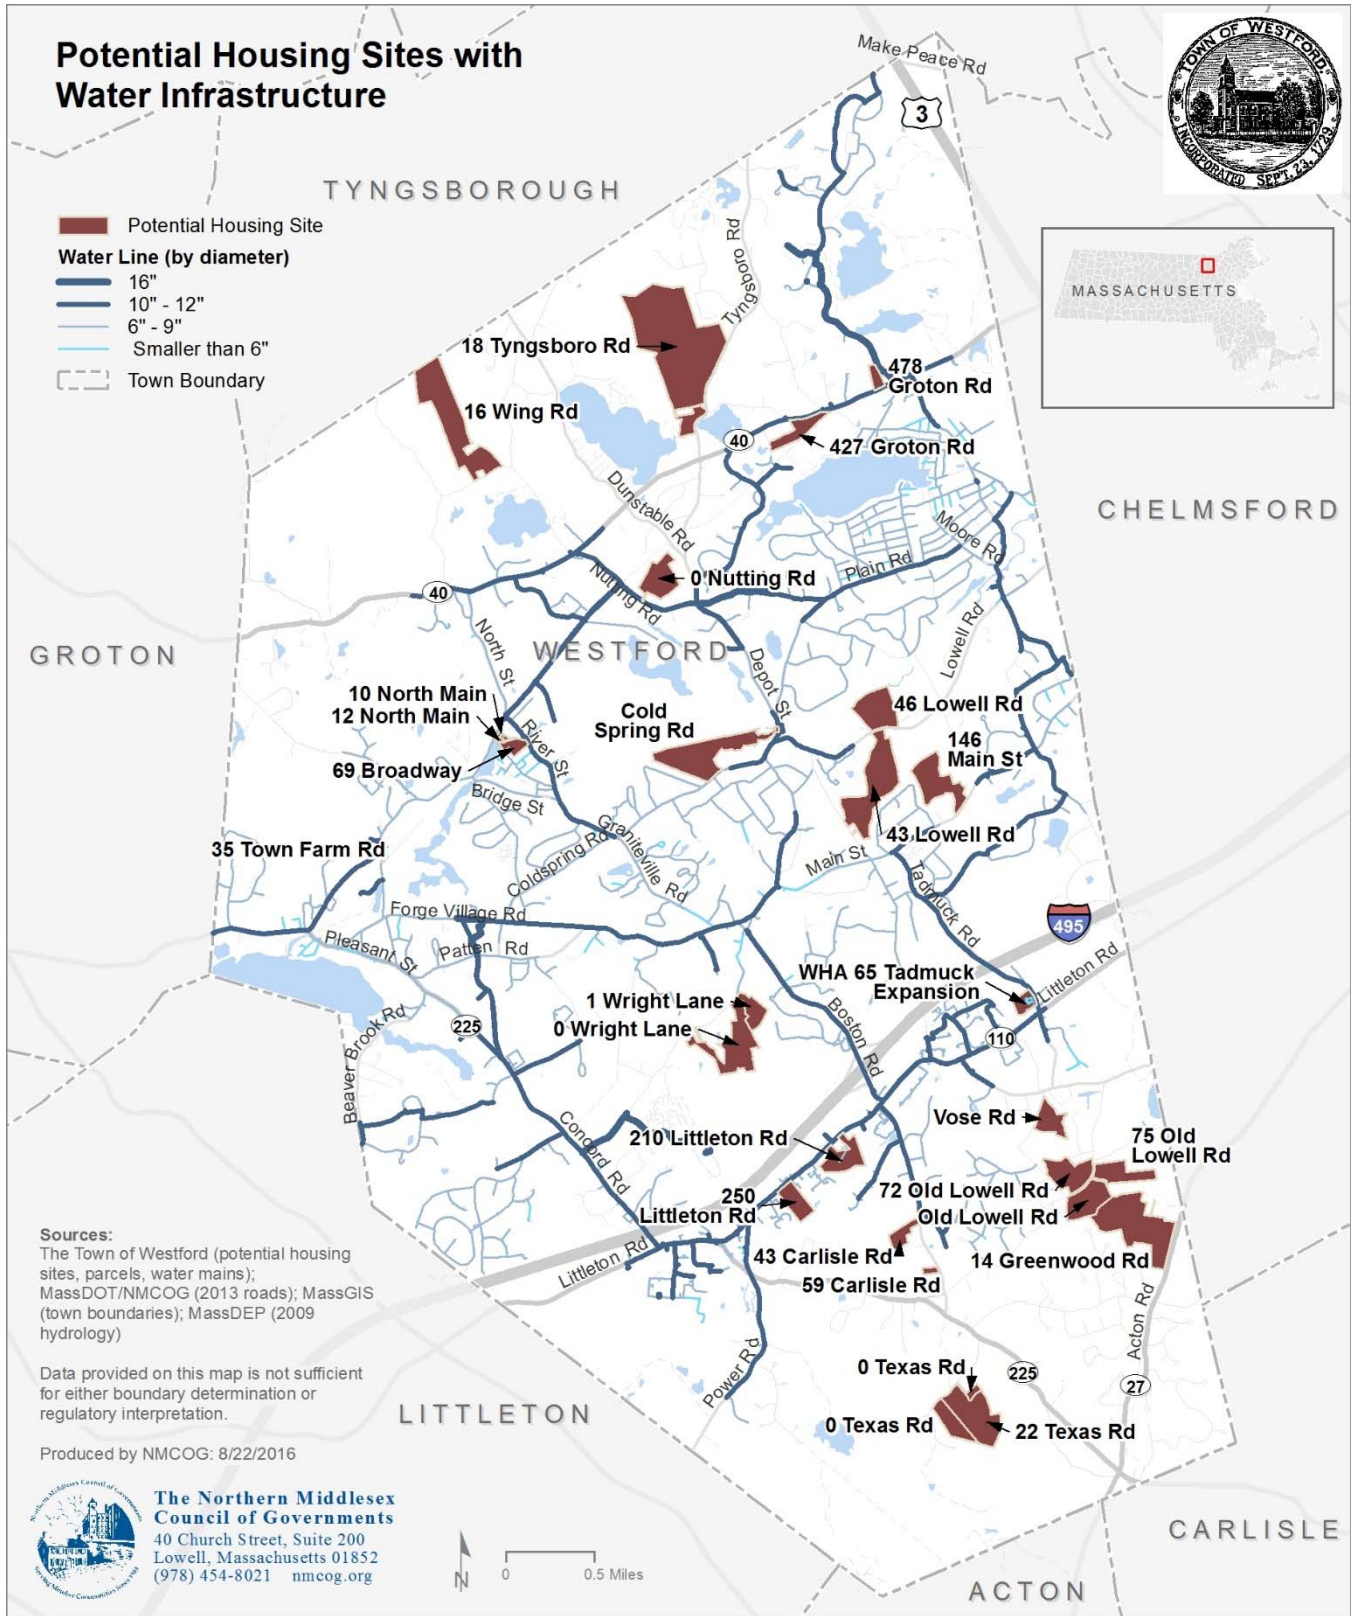 Potential Housing Sites with
Water Infrastructure
TOWN OF WESTFORD.
INCORPORATED SEPT. 23, 1729
Make Peace Rd
3
TYNGSBOROUGH
Potential Housing Site
Water Line (by diameter)
16"
10" - 12"
6" - 9"
Smaller than 6"
Town Boundary
MASSACHUSETTS
Tyngsboro Rd
18 Tyngsboro Rd
478
Groton Rd
16 Wing Rd
40
427 Groton Rd
CHELMSFORD
Dunstable Rd
Moore Rd
Plain Rd
0 Nutting Rd
Nutting Rd
40
Lowell Rd
GROTON
North St
WESTFORD
Depot St
10 North Main
12 North Main
Cold
Spring Rd
46 Lowell Rd
146
Main St
River St
69 Broadway
Bridge St
43 Lowell Rd
35 Town Farm Rd
Coldspring Rd
Graniteville Rd
Main St
Tadmuck Rd
Forge Village Rd
495
Pleasant St
Patten Rd
WHA 65 Tadmuck
Expansion
Littleton Rd
1 Wright Lane
0 Wright Lane
Boston Rd
225
110
Beaver Brook Rd
Concord Rd
Vose Rd
210 Littleton Rd
75 Old
Lowell Rd
72 Old Lowell Rd
Old Lowell Rd
250
Littleton Rd
43 Carlisle Rd
14 Greenwood Rd
59 Carlisle Rd
Littleton Rd
Acton Rd
Power Rd
0 Texas Rd
225
27
0 Texas Rd
22 Texas Rd
LITTLETON
CARLISLE
ACTON
Sources:
The Town of Westford (potential housing
sites, parcels, water mains);
MassDOT/NMCOG (2013 roads); MassGIS
(town boundaries); MassDEP (2009
hydrology)
Data provided on this map is not sufficient
for either boundary determination or
regulatory interpretation.
Produced by NMCOG: 8/22/2016
Northern Middlesex Council of Governments
Serving Member Communities Since 1963
The Northern Middlesex
Council of Governments
40 Church Street, Suite 200
Lowell, Massachusetts 01852
(978) 454-8021 nmcog.org
N
0 0.5 Miles